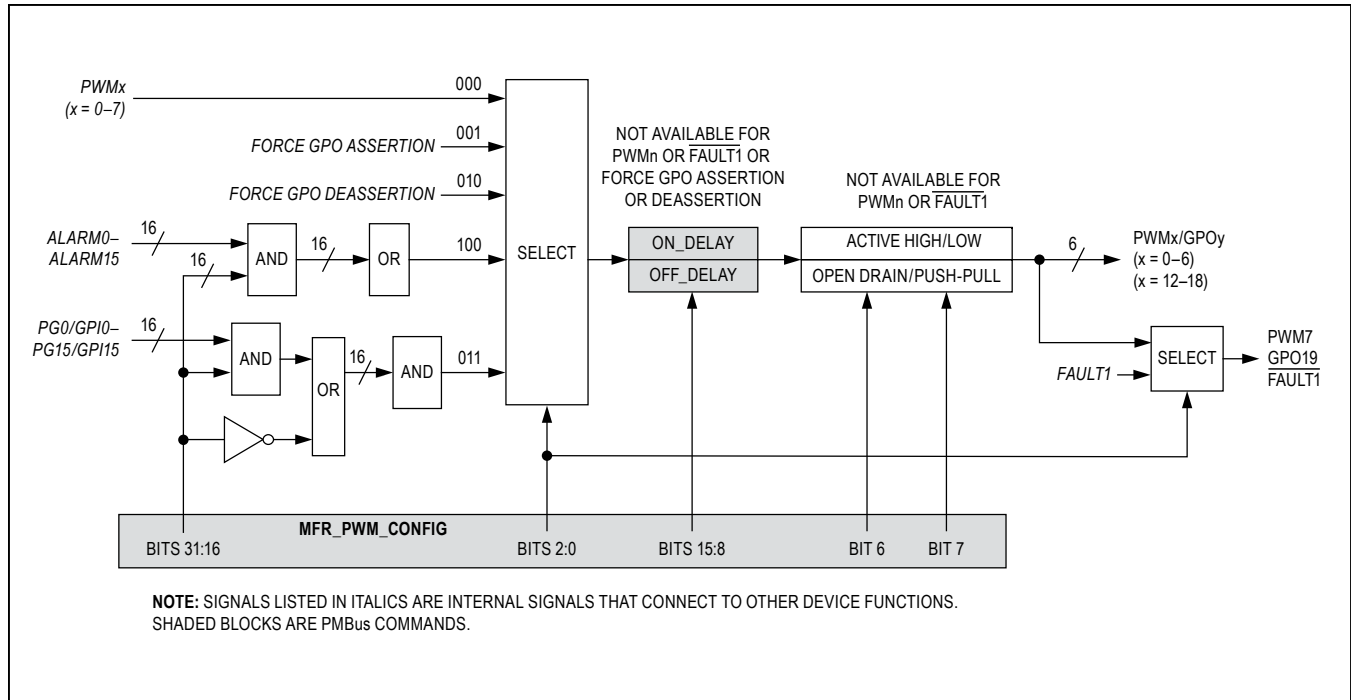 PWMx
(x = 0–7)
000
FORCE GPO ASSERTION
001
FORCE GPO DEASSERTION
010
ALARM0–
ALARM15
16
16
AND
16
OR
100
PG0/GPI0–
PG15/GPI15
16
AND
OR
16
AND
011
SELECT
NOT AVAILABLE FOR
PWMn OR FAULT1 OR
FORCE GPO ASSERTION
OR DEASSERTION
ON_DELAY
OFF_DELAY
NOT AVAILABLE FOR
PWMn OR FAULT1
ACTIVE HIGH/LOW
OPEN DRAIN/PUSH-PULL
6
PWMx/GPOy
(x = 0–6)
(x = 12–18)
FAULT1
SELECT
PWM7
GPO19
FAULT1
MFR_PWM_CONFIG
BITS 31:16
BITS 2:0
BITS 15:8
BIT 6
BIT 7
NOTE: SIGNALS LISTED IN ITALICS ARE INTERNAL SIGNALS THAT CONNECT TO OTHER DEVICE FUNCTIONS.
SHADED BLOCKS ARE PMBus COMMANDS.